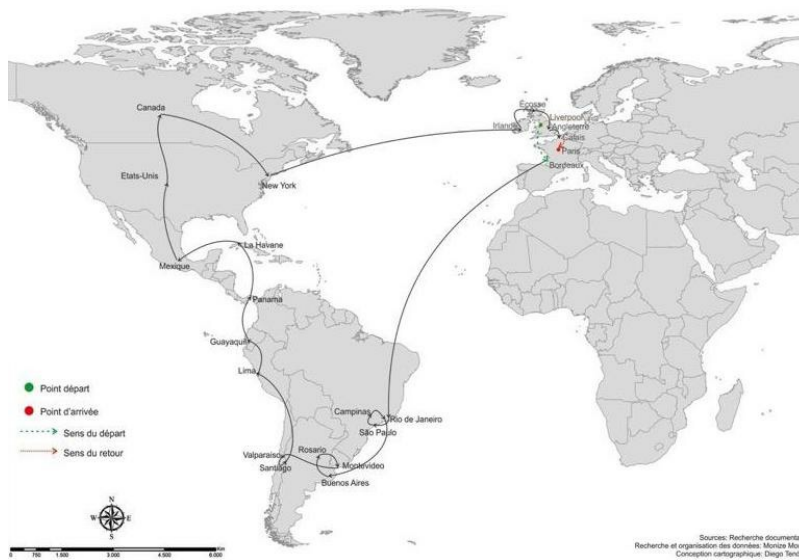 Canada
Ecosse
Liverpool
Irlande
Angleterre
Calais
Paris
Bordeaux
Etats-Unis
New York
La Havane
Mexique
Panama
Guayaquil
Lima
Campinas
Rio de Janeiro
São Paulo
Valparaiso
Rosario
Santiago
Montevideo
Buenos Aires
Point départ
Point d'arrivée
Sens du départ
Sens du retour
N
W
E
S
0
750
1.500
3.000
4.500
6.000
Sources: Recherche documenta
Recherche et organisation des données: Monize Mou
Conception cartographique: Diego